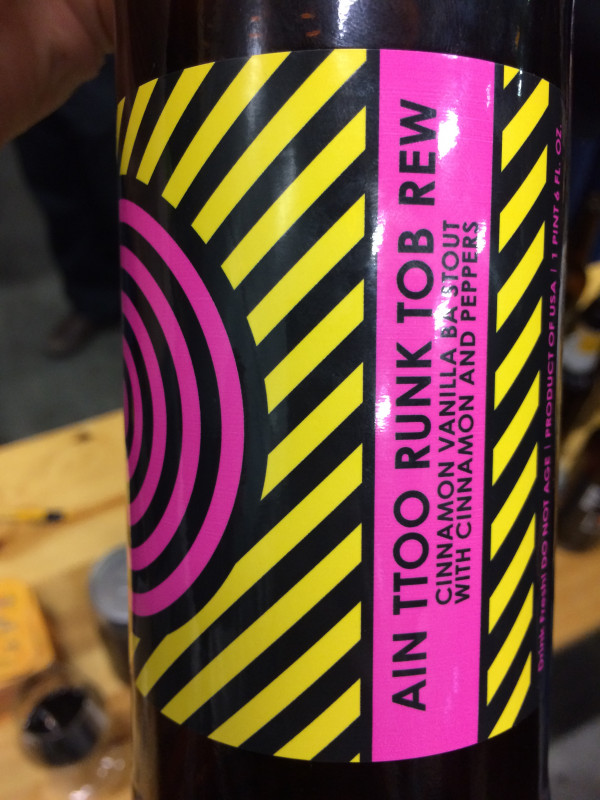 AIN TTOO RUNK TOB REW
CINNAMON VANILLA BA STOUT
WITH CINNAMON AND PEPPERS
Drink Fresh! DO NOT AGE | PRODUCT OF USA | 1 PINT 6 FL. OZ.